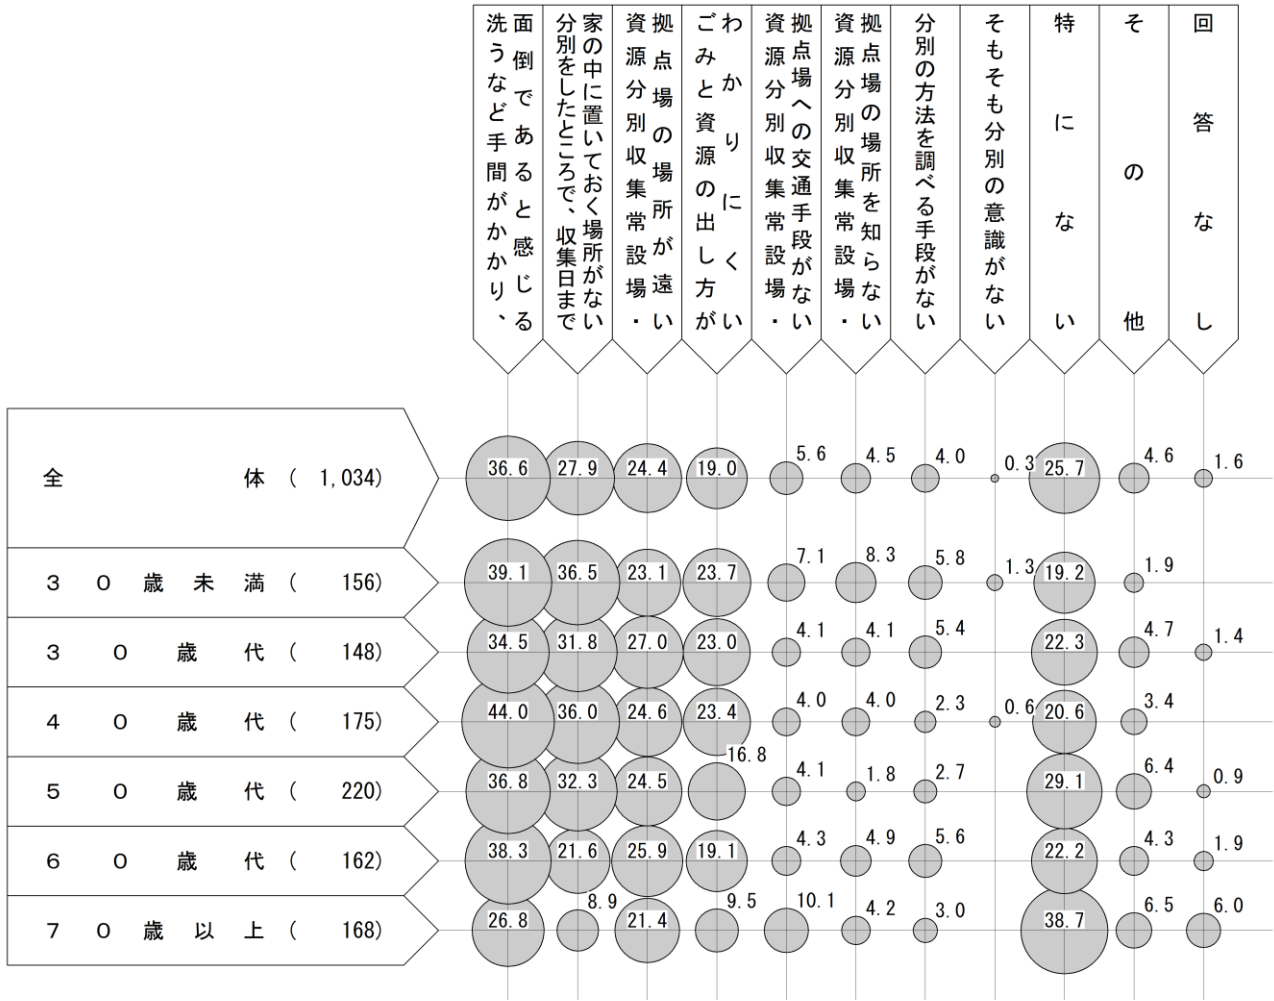 洗うなど手間がかかり、
面倒であると感じる
分別をしたところで、収集日まで
家の中に置いておく場所がない
資源分別収集常設場・
拠点場の場所が遠い
ごみと資源の出し方が
わかりにくい
資源分別収集常設場・
拠点場への交通手段がない
資源分別収集常設場・
拠点場の場所を知らない
分別の方法を調べる手段がない
そもそも分別の意識がない
特にない
その他
回答なし
全体( 1,034) 36.6 27.9 24.4 19.0 5.6 4.5 4.0 0.3 25.7 4.6 1.6
30歳未満( 156) 39.1 36.5 23.1 23.7 7.1 8.3 5.8 1.3 19.2 1.9
30歳代( 148) 34.5 31.8 27.0 23.0 4.1 4.1 5.4 22.3 4.7 1.4
40歳代( 175) 44.0 36.0 24.6 23.4 4.0 4.0 2.3 0.6 20.6 3.4
50歳代( 220) 36.8 32.3 24.5 16.8 4.1 1.8 2.7 29.1 6.4 0.9
60歳代( 162) 38.3 21.6 25.9 19.1 4.3 4.9 5.6 22.2 4.3 1.9
70歳以上( 168) 26.8 8.9 21.4 9.5 10.1 4.2 3.0 38.7 6.5 6.0